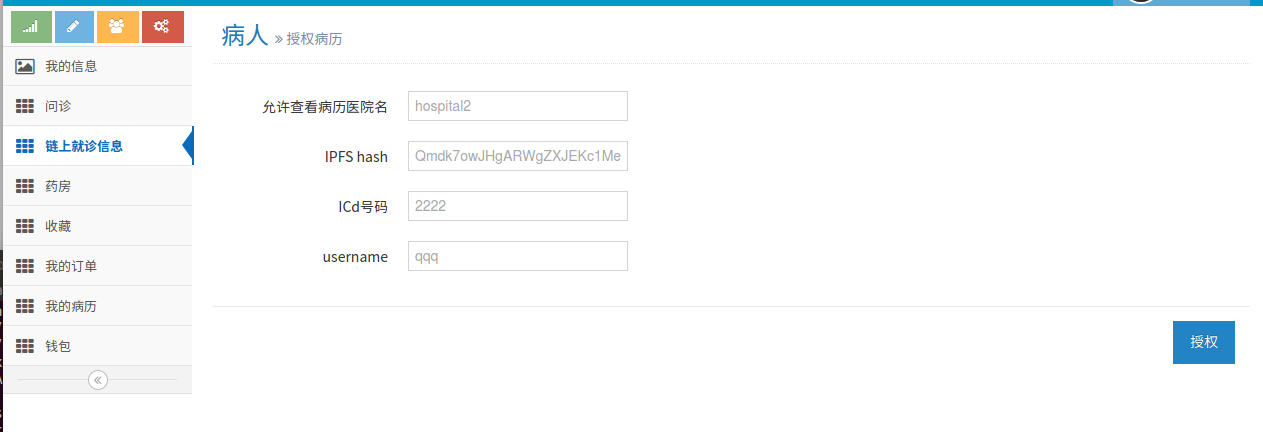 病人 » 授权病历
我的信息
问诊
链上就诊信息
药房
收藏
我的订单
我的病历
钱包
允许查看病历医院名 hospital2
IPFS hash Qmdk7owJHgARWgZXJEKc1Me
ICd号码 2222
username qqq
授权